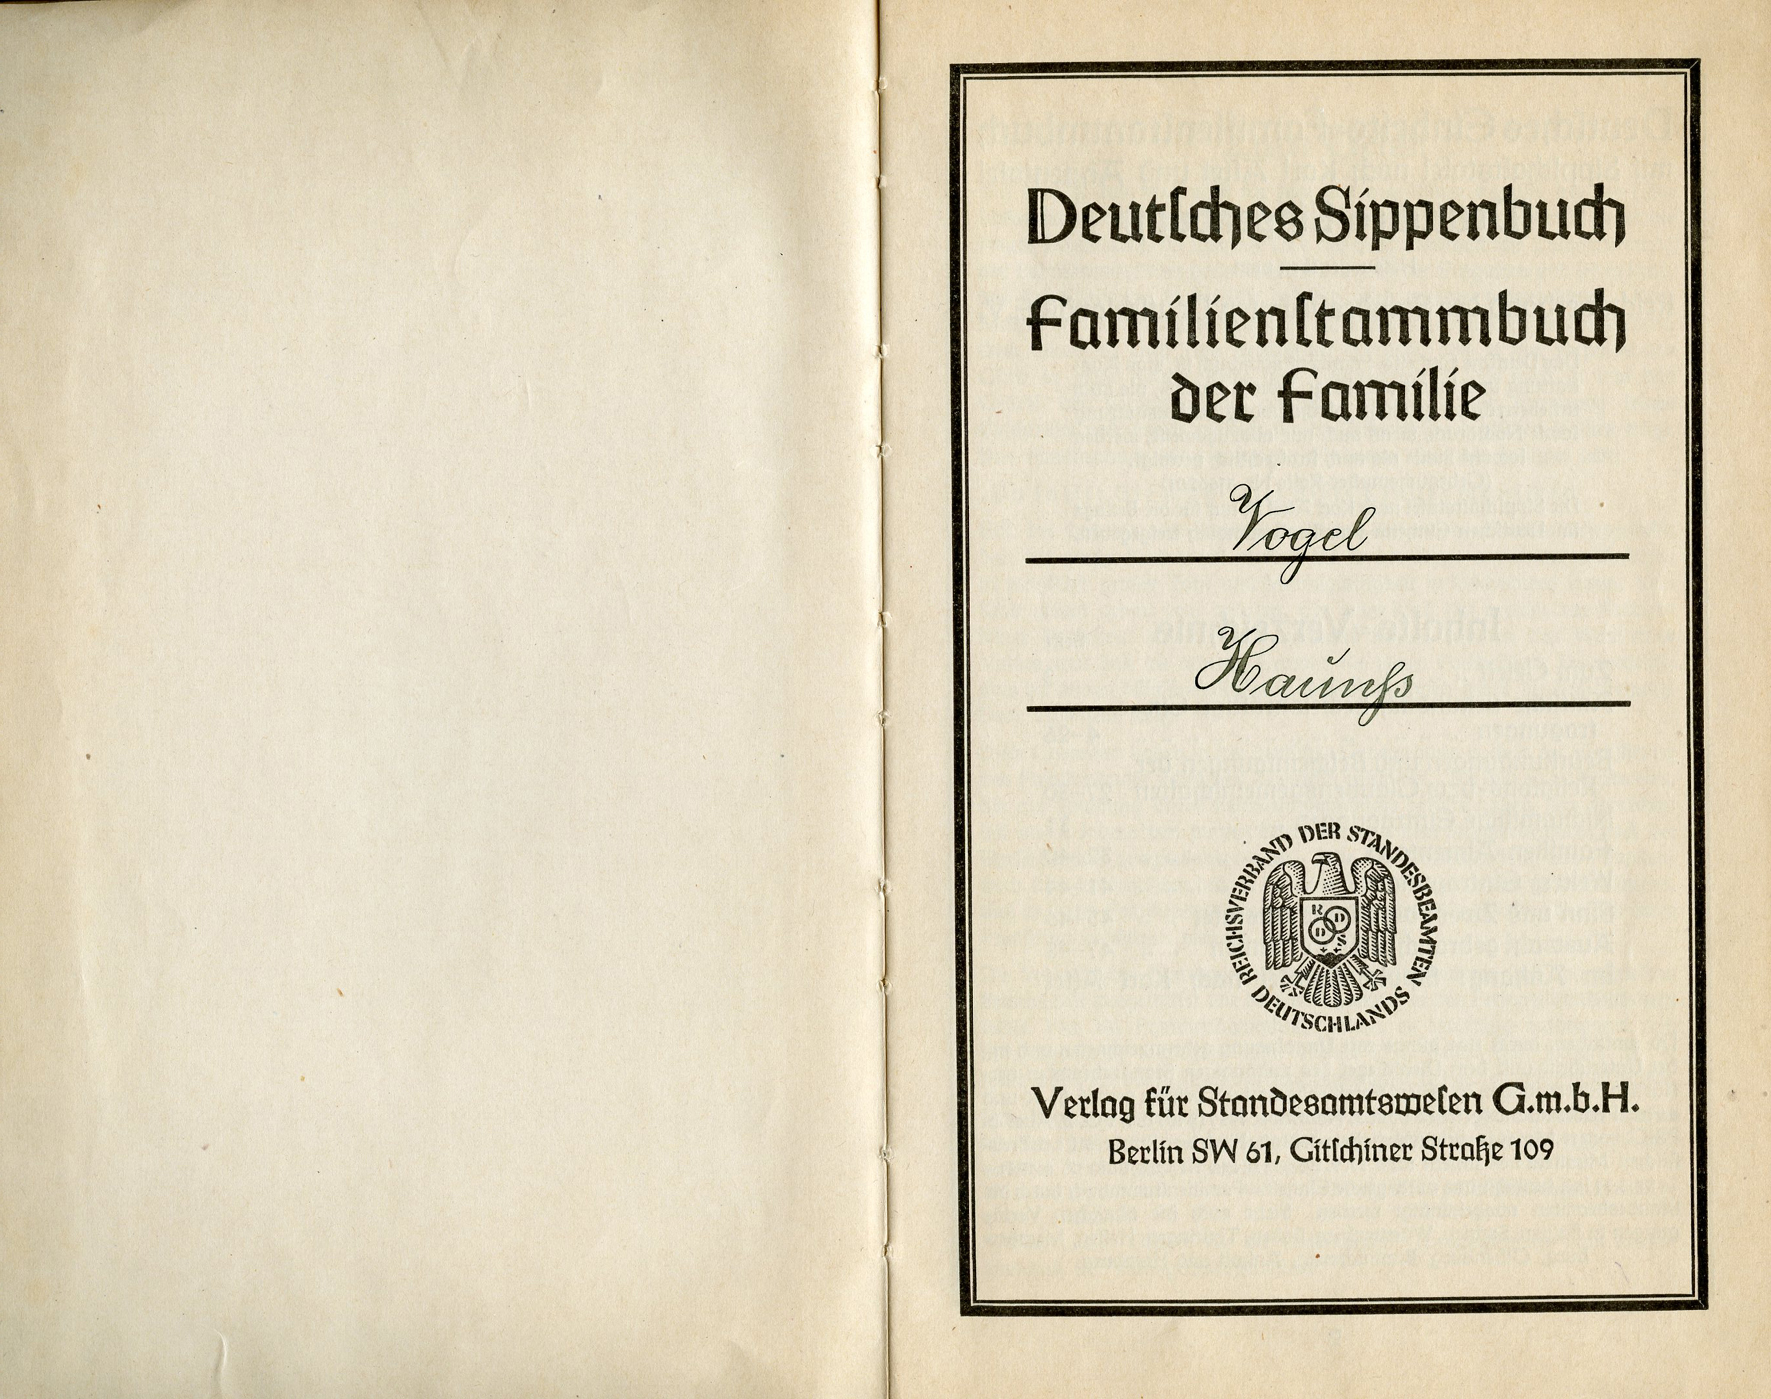 Deutſches Sippenbuch
Familienſtammbuch
der Familie
Vogel
Haunß
REICHSVERBAND DER STANDESBEAMTEN DEUTSCHLANDS
R D D
Verlag für Standesamtsweſen G.m.b.H.
Berlin SW 61, Gitſchiner Straße 109